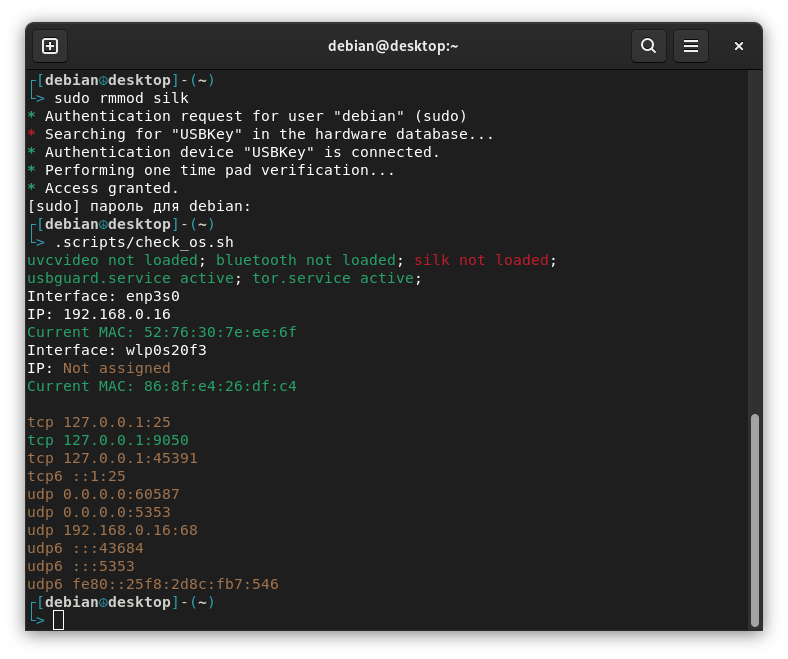 debian@desktop:~
┌[debian☮desktop]-(~)
└> sudo rmmod silk
* Authentication request for user "debian" (sudo)
* Searching for "USBKey" in the hardware database...
* Authentication device "USBKey" is connected.
* Performing one time pad verification...
* Access granted.
[sudo] пароль для debian:
┌[debian☮desktop]-(~)
└> .scripts/check_os.sh
uvcvideo not loaded; bluetooth not loaded; silk not loaded;
usbguard.service active; tor.service active;
Interface: enp3s0
IP: 192.168.0.16
Current MAC: 52:76:30:7e:ee:6f
Interface: wlp0s20f3
IP: Not assigned
Current MAC: 86:8f:e4:26:df:c4
tcp 127.0.0.1:25
tcp 127.0.0.1:9050
tcp 127.0.0.1:45391
tcp6 ::1:25
udp 0.0.0.0:60587
udp 0.0.0.0:5353
udp 192.168.0.16:68
udp6 :::43684
udp6 :::5353
udp6 fe80::25f8:2d8c:fb7:546
┌[debian☮desktop]-(~)
└>